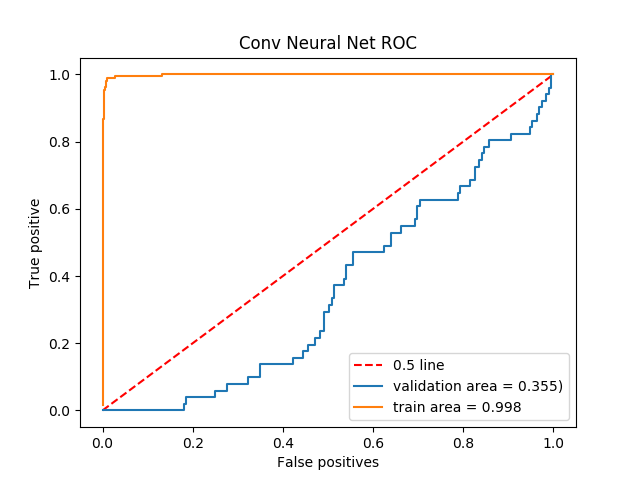 Conv Neural Net ROC
True positive
1.0
0.8
0.6
0.4
0.2
0.0
0.5 line
validation area = 0.355)
train area = 0.998
0.0 0.2 0.4 0.6 0.8 1.0
False positives